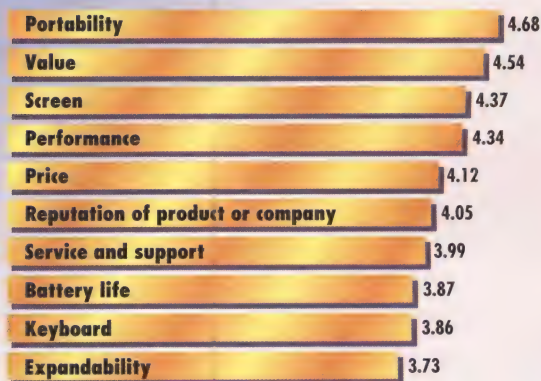 Portability 4.68
Value 4.54
Screen 4.37
Performance 4.34
Price 4.12
Reputation of product or company 4.05
Service and support 3.99
Battery life 3.87
Keyboard 3.86
Expandability 3.73